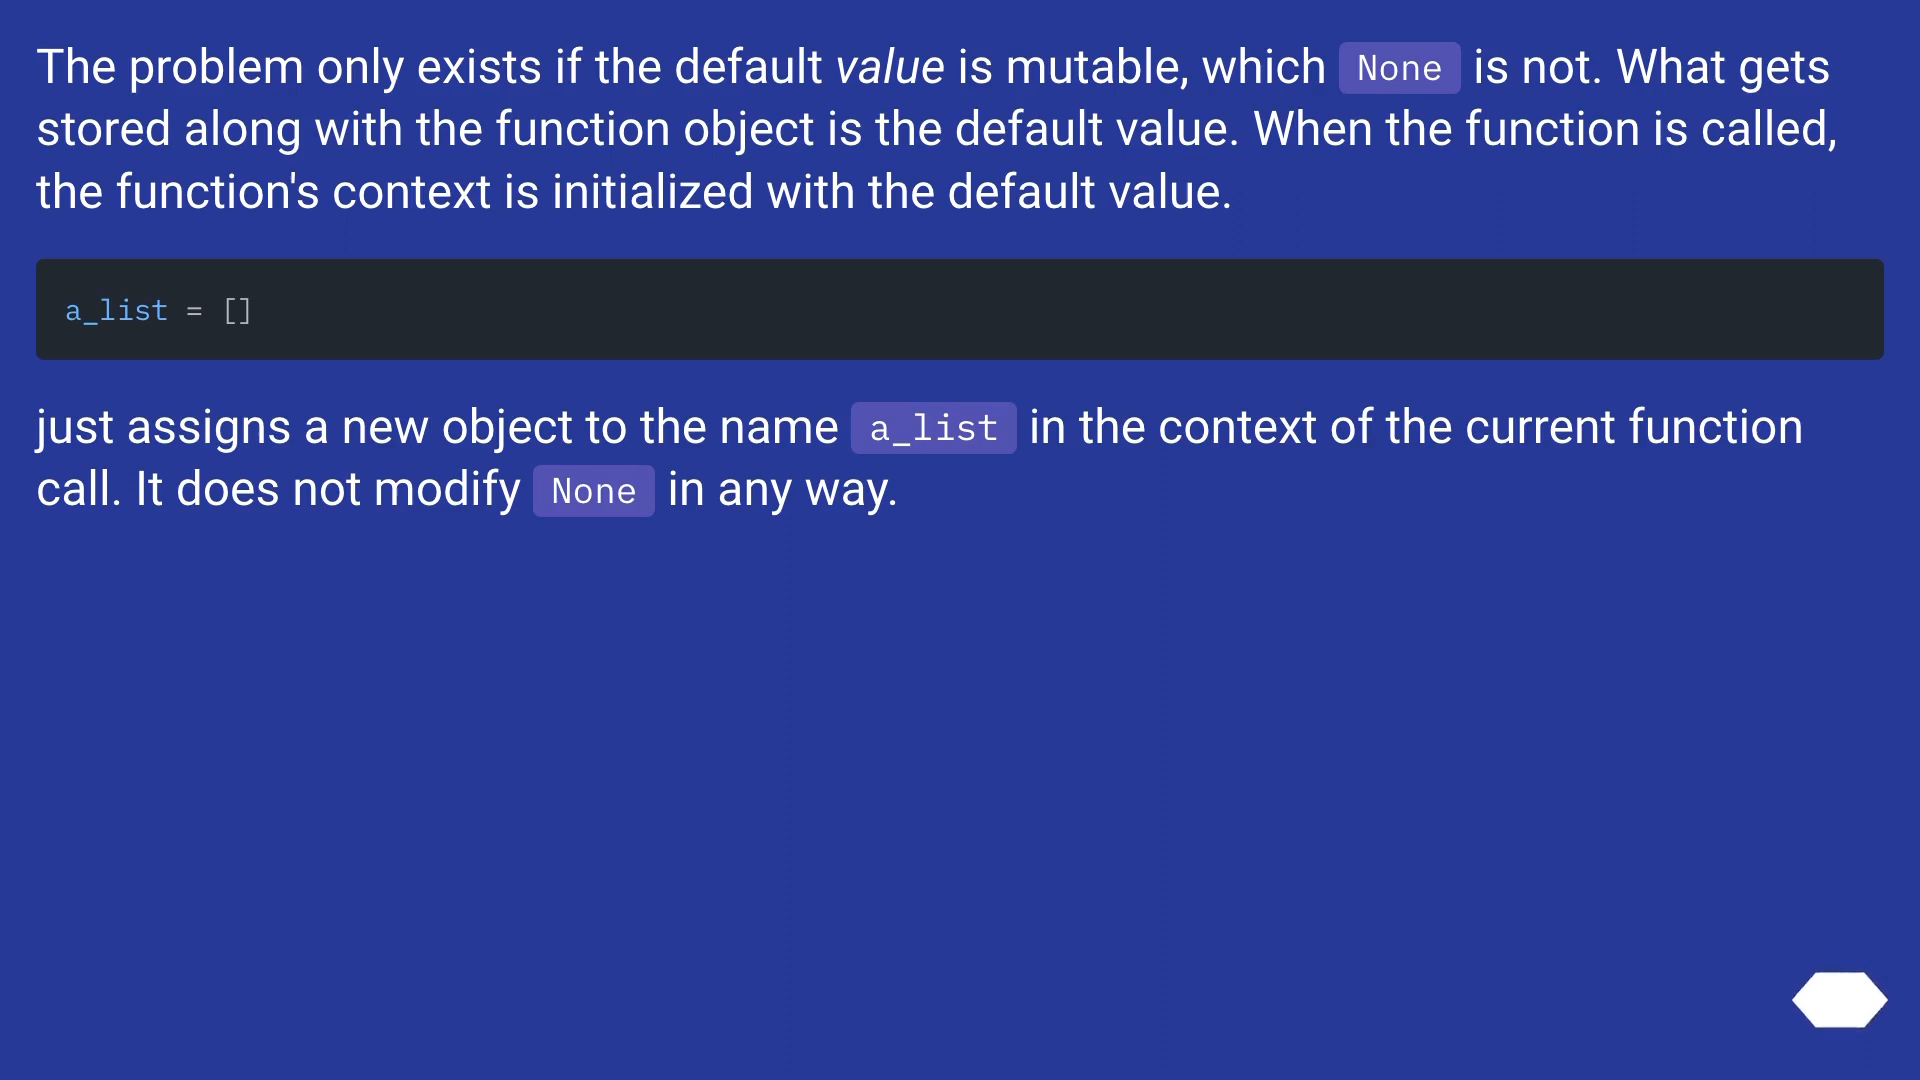 The problem only exists if the default value is mutable, which None is not. What gets
stored along with the function object is the default value. When the function is called,
the function's context is initialized with the default value.
a_list = []
just assigns a new object to the name a_list in the context of the current function
call. It does not modify None in any way.